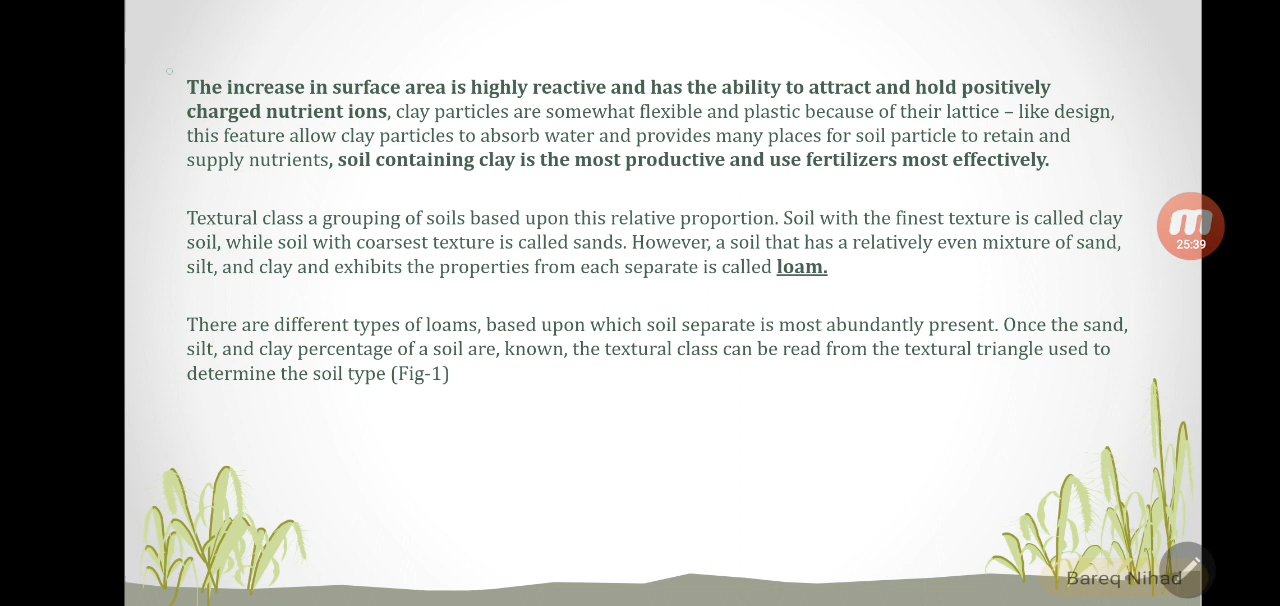 The increase in surface area is highly reactive and has the ability to attract and hold positively
charged nutrient ions, clay particles are somewhat flexible and plastic because of their lattice – like design,
this feature allow clay particles to absorb water and provides many places for soil particle to retain and
supply nutrients, soil containing clay is the most productive and use fertilizers most effectively.
Textural class a grouping of soils based upon this relative proportion. Soil with the finest texture is called clay
soil, while soil with coarsest texture is called sands. However, a soil that has a relatively even mixture of sand,
silt, and clay and exhibits the properties from each separate is called loam.
There are different types of loams, based upon which soil separate is most abundantly present. Once the sand,
silt, and clay percentage of a soil are, known, the textural class can be read from the textural triangle used to
determine the soil type (Fig-1)
25:39
Bareq Nihad